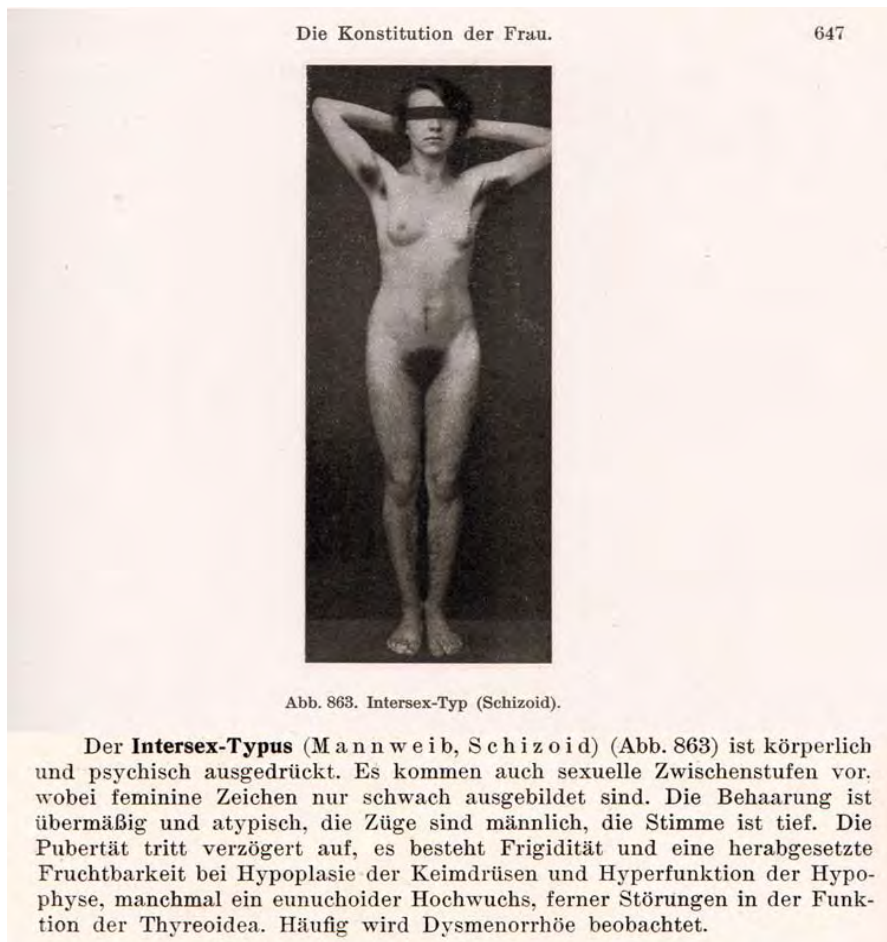 Die Konstitution der Frau.
647
Abb. 863. Intersex-Typ (Schizoid).
Der Intersex-Typus (Mannweib, Schizoid) (Abb. 863) ist körperlich
und psychisch ausgedrückt. Es kommen auch sexuelle Zwischenstufen vor,
wobei feminine Zeichen nur schwach ausgebildet sind. Die Behaarung ist
übermäßig und atypisch, die Züge sind männlich, die Stimme ist tief. Die
Pubertät tritt verzögert auf, es besteht Frigidität und eine herabgesetzte
Fruchtbarkeit bei Hypoplasie der Keimdrüsen und Hyperfunktion der Hypo-
physe, manchmal ein eunuchoider Hochwuchs, ferner Störungen in der Funk-
tion der Thyreoidea. Häufig wird Dysmenorrhöe beobachtet.